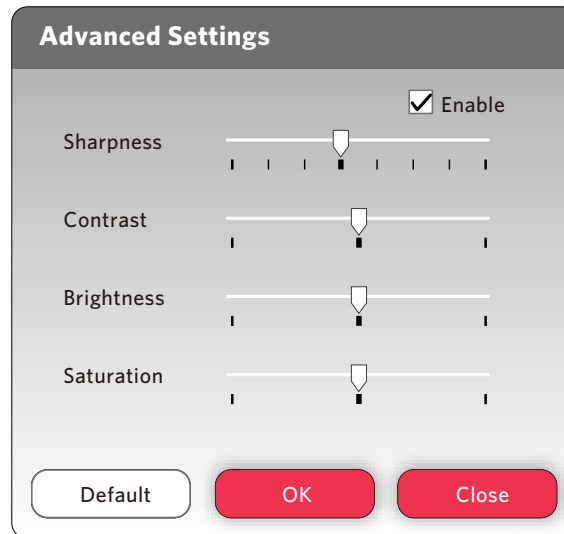 Advanced Settings
Enable
Sharpness
Contrast
Brightness
Saturation
Default OK Close